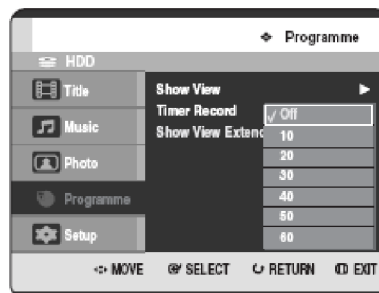 Programme
HDD
Title
Music
Photo
Programme
Setup
Show View
Timer Record
Show View Extend
Off
10
20
30
40
50
60
MOVE SELECT RETURN EXIT